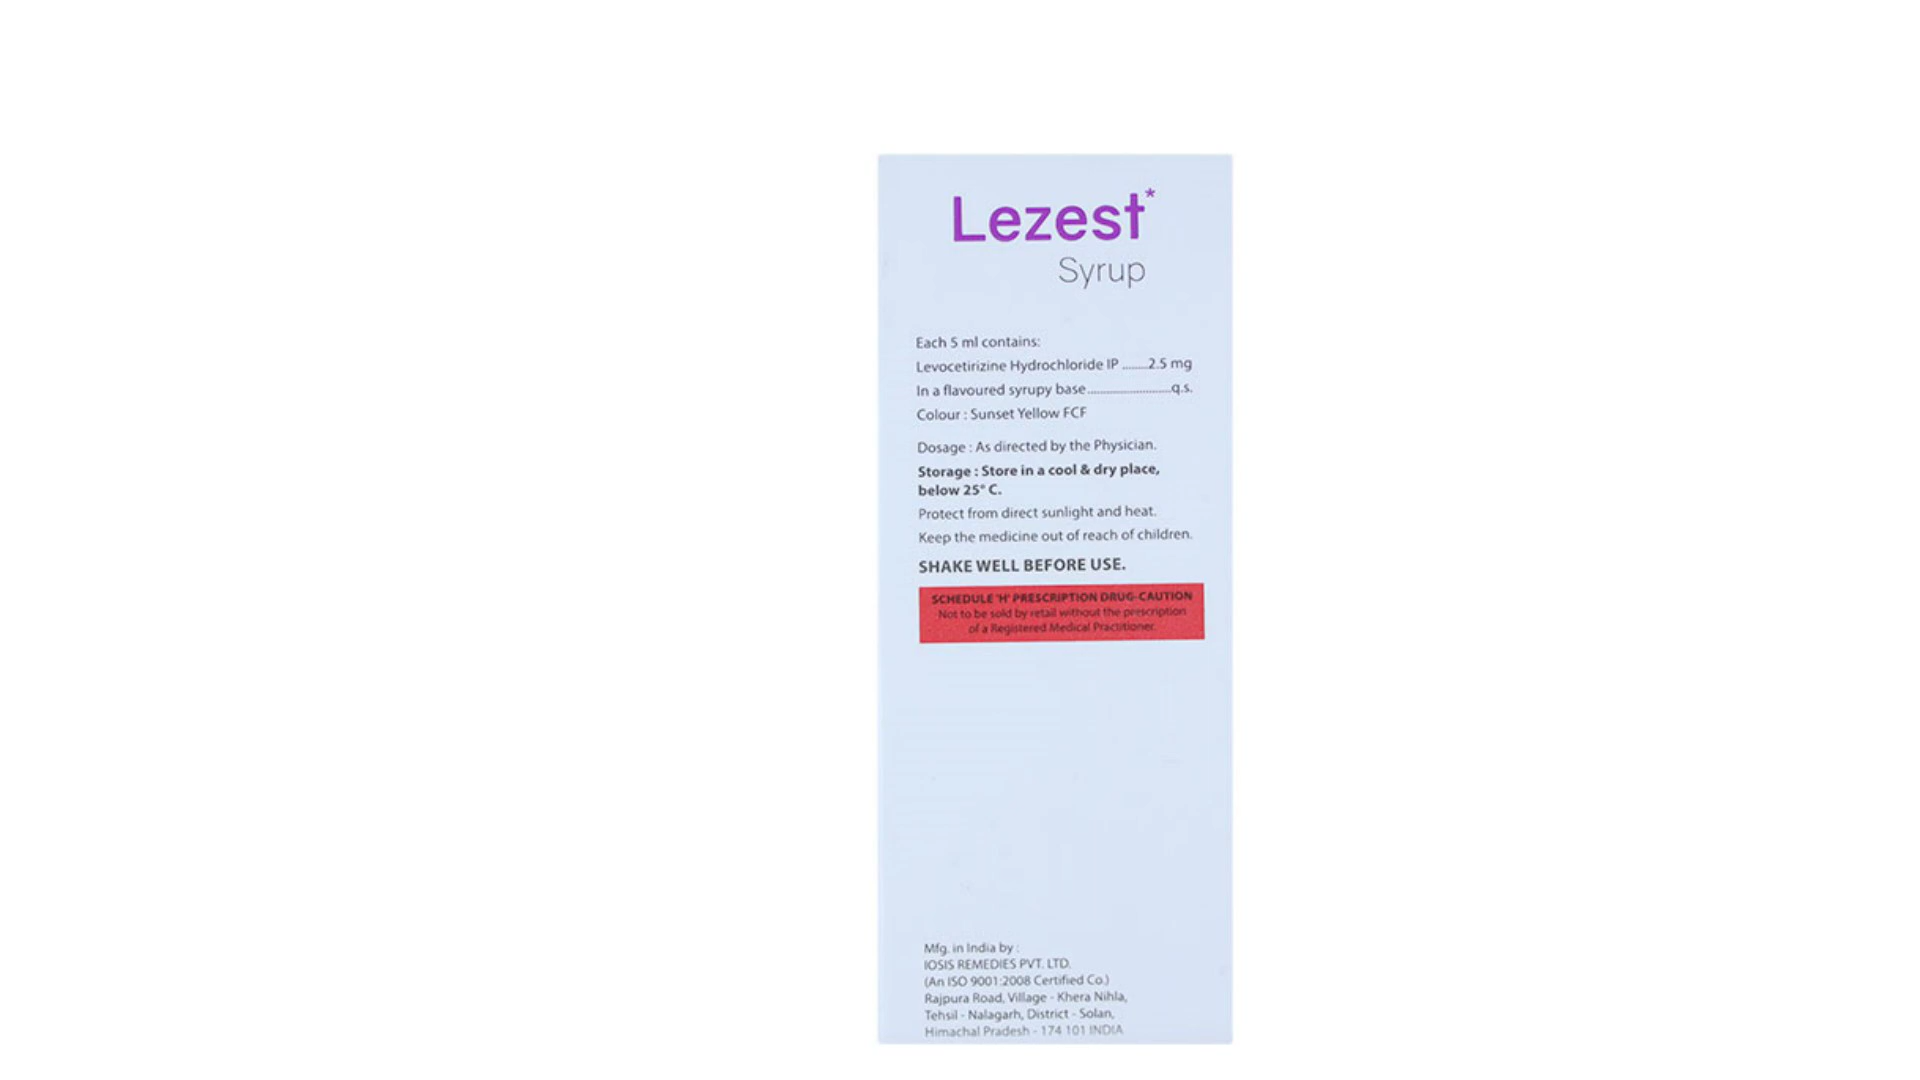 Lezest*
Syrup
Each 5 ml contains:
Levocetirizine Hydrochloride IP ........2.5 mg
In a flavoured syrupy base............................q.s.
Colour : Sunset Yellow FCF
Dosage : As directed by the Physician.
Storage : Store in a cool & dry place,
below 25° C.
Protect from direct sunlight and heat.
Keep the medicine out of reach of children.
SHAKE WELL BEFORE USE.
SCHEDULE 'H' PRESCRIPTION DRUG-CAUTION
Not to be sold by retail without the prescription
of a Registered Medical Practitioner.
Mfg. in India by :
IOSIS REMEDIES PVT. LTD.
(An ISO 9001:2008 Certified Co.)
Rajpura Road, Village - Khera Nihla,
Tehsil - Nalagarh, District - Solan,
Himachal Pradesh - 174 101 INDIA